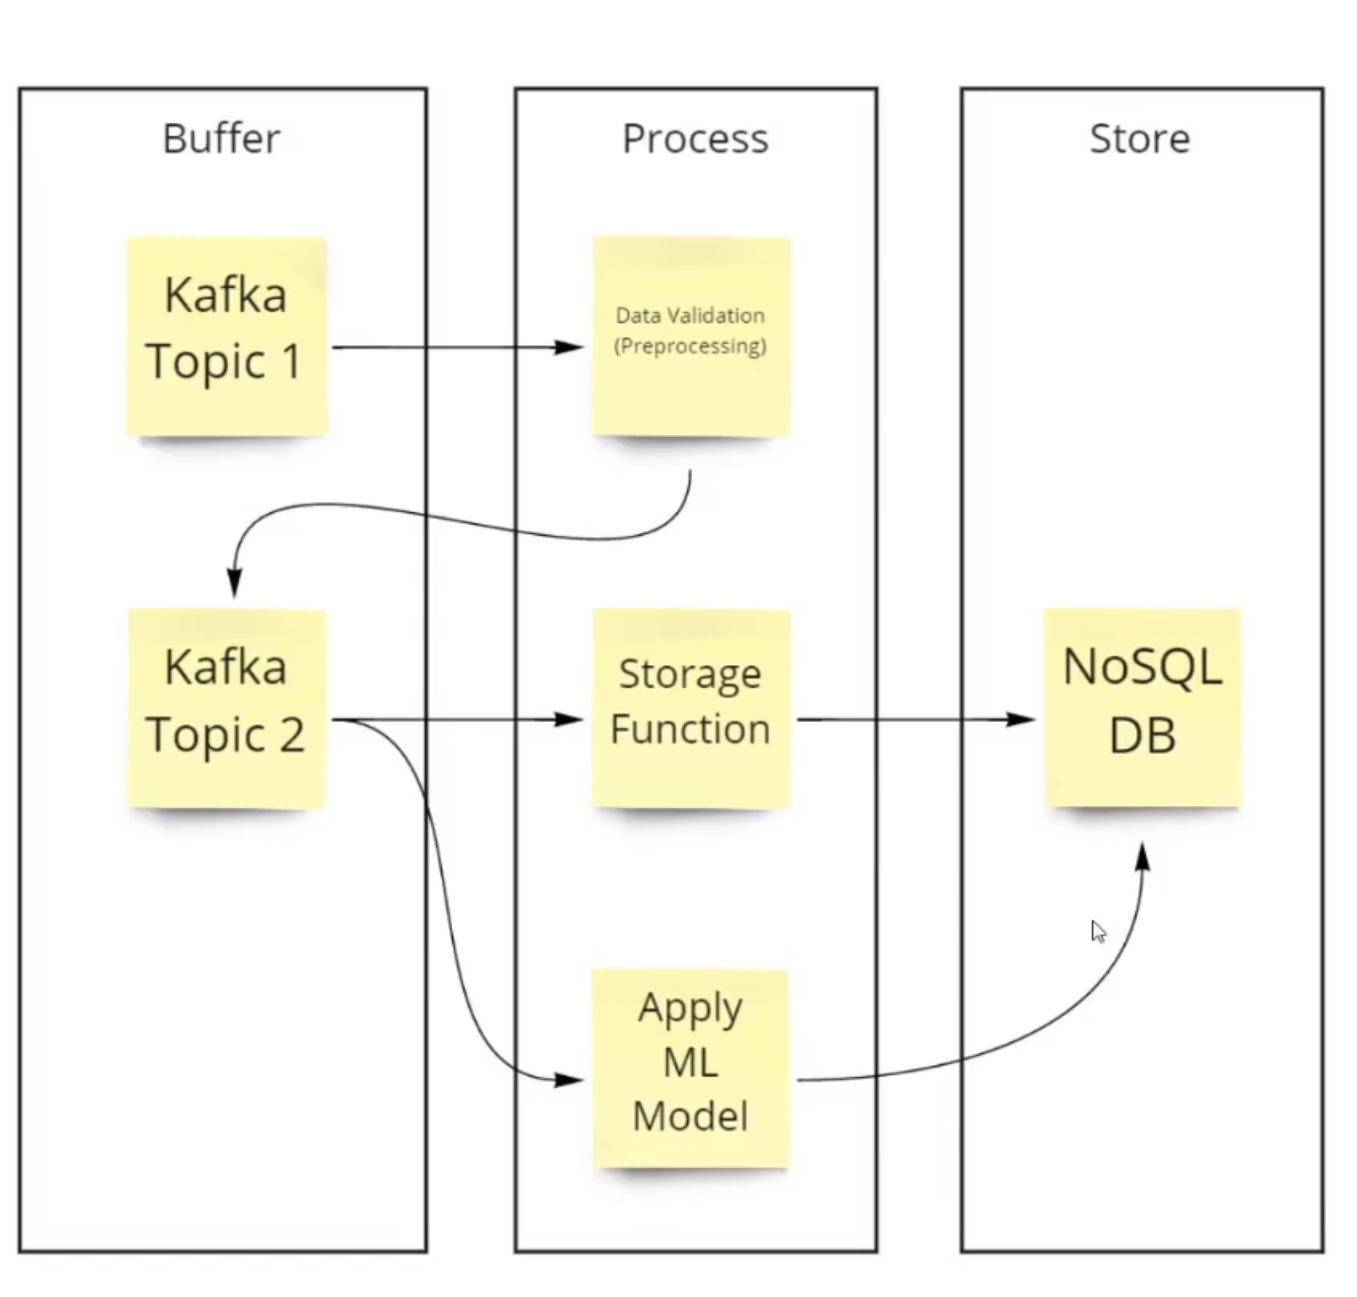 Buffer
Process
Store
Kafka
Topic 1
Data Validation
(Preprocessing)
Kafka
Topic 2
Storage
Function
NoSQL
DB
Apply
ML
Model